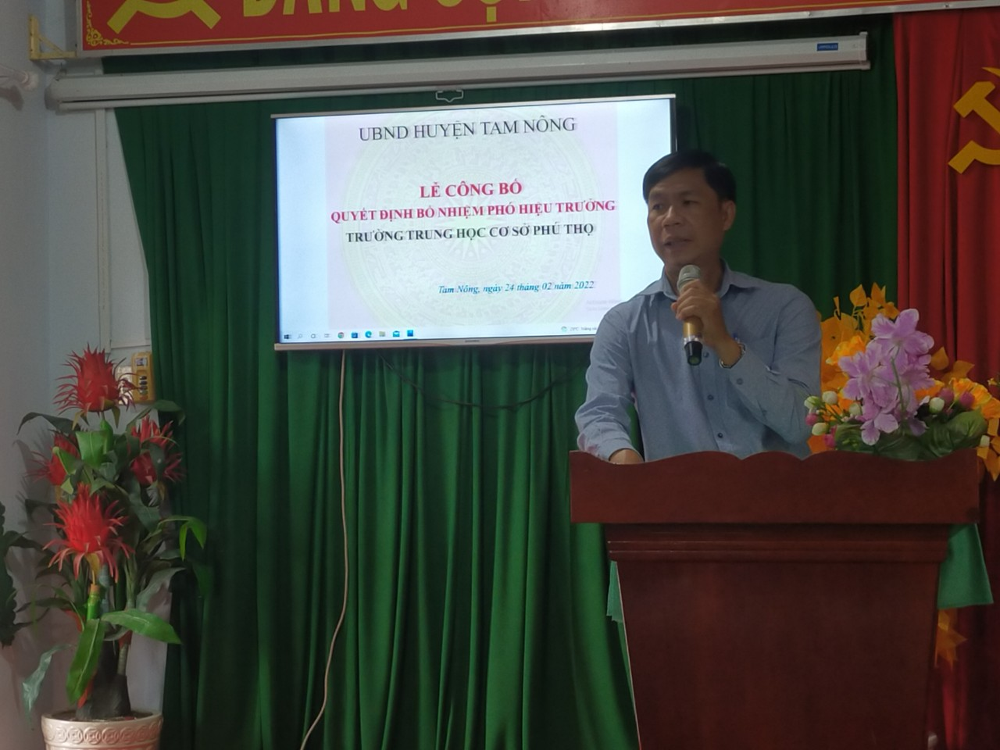 UBND HUYỆN TAM NÔNG
LỄ CÔNG BỐ
QUYẾT ĐỊNH BỔ NHIỆM PHÓ HIỆU TRƯỞNG
TRƯỜNG TRUNG HỌC CƠ SỞ PHÚ THỌ
Tam Nông, ngày 24 tháng 02 năm 2022